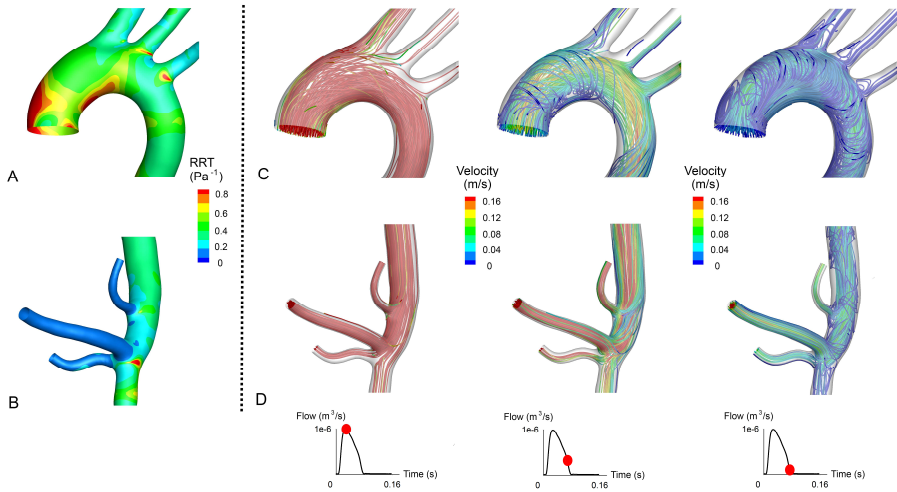 A
RRT
(Pa⁻¹)
0.8
0.6
0.4
0.2
0
B
C
Velocity
(m/s)
0.16
0.12
0.08
0.04
0
Velocity
(m/s)
0.16
0.12
0.08
0.04
0
D
Flow (m³/s)
1e-6
Time (s)
0
0.16
Flow (m³/s)
1e-6
Time (s)
0
0.16
Flow (m³/s)
1e-6
Time (s)
0
0.16